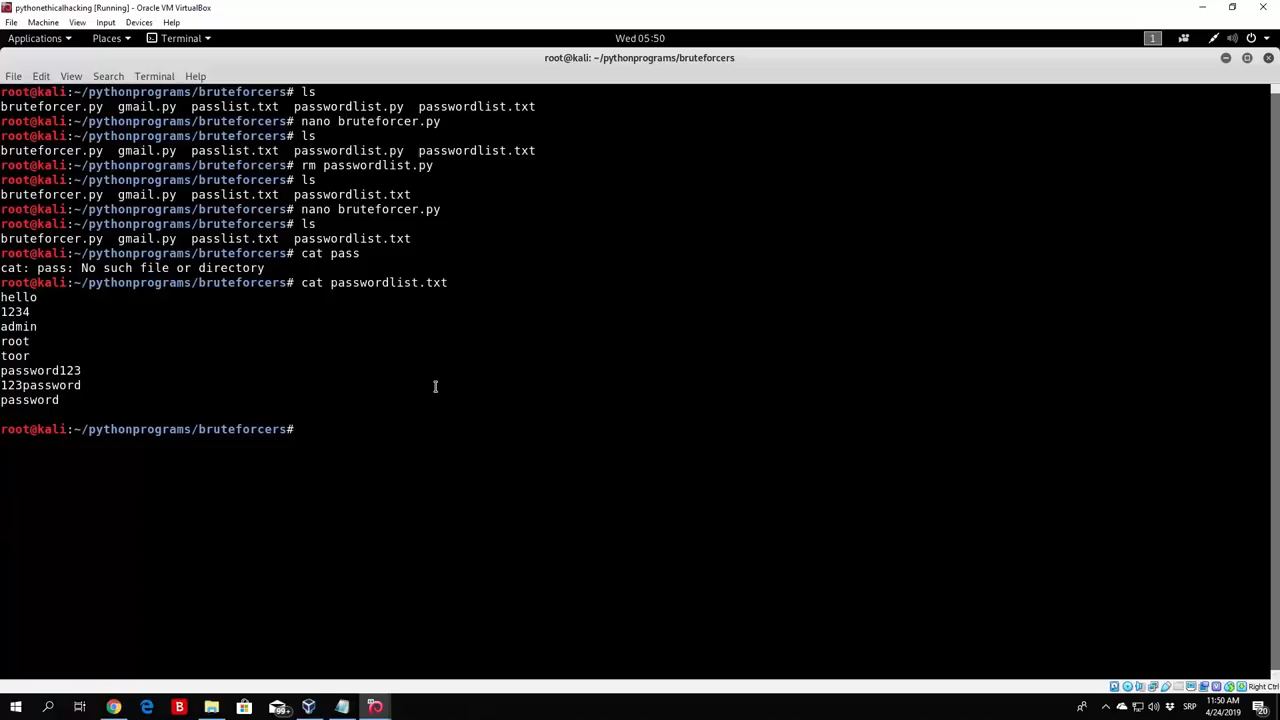 pythonethicalhacking [Running] - Oracle VM VirtualBox
File Machine View Input Devices Help
Applications Places Terminal Wed 05:50 1
root@kali: ~/pythonprograms/bruteforcers
File Edit View Search Terminal Help
root@kali:~/pythonprograms/bruteforcers# ls
bruteforcer.py gmail.py passlist.txt passwordlist.py passwordlist.txt
root@kali:~/pythonprograms/bruteforcers# nano bruteforcer.py
root@kali:~/pythonprograms/bruteforcers# ls
bruteforcer.py gmail.py passlist.txt passwordlist.py passwordlist.txt
root@kali:~/pythonprograms/bruteforcers# rm passwordlist.py
root@kali:~/pythonprograms/bruteforcers# ls
bruteforcer.py gmail.py passlist.txt passwordlist.txt
root@kali:~/pythonprograms/bruteforcers# nano bruteforcer.py
root@kali:~/pythonprograms/bruteforcers# ls
bruteforcer.py gmail.py passlist.txt passwordlist.txt
root@kali:~/pythonprograms/bruteforcers# cat pass
cat: pass: No such file or directory
root@kali:~/pythonprograms/bruteforcers# cat passwordlist.txt
hello
1234
admin
root
toor
password123
123password
password
root@kali:~/pythonprograms/bruteforcers#
Right Ctrl
B 99+ SRP 11:50 AM
4/24/2019 20